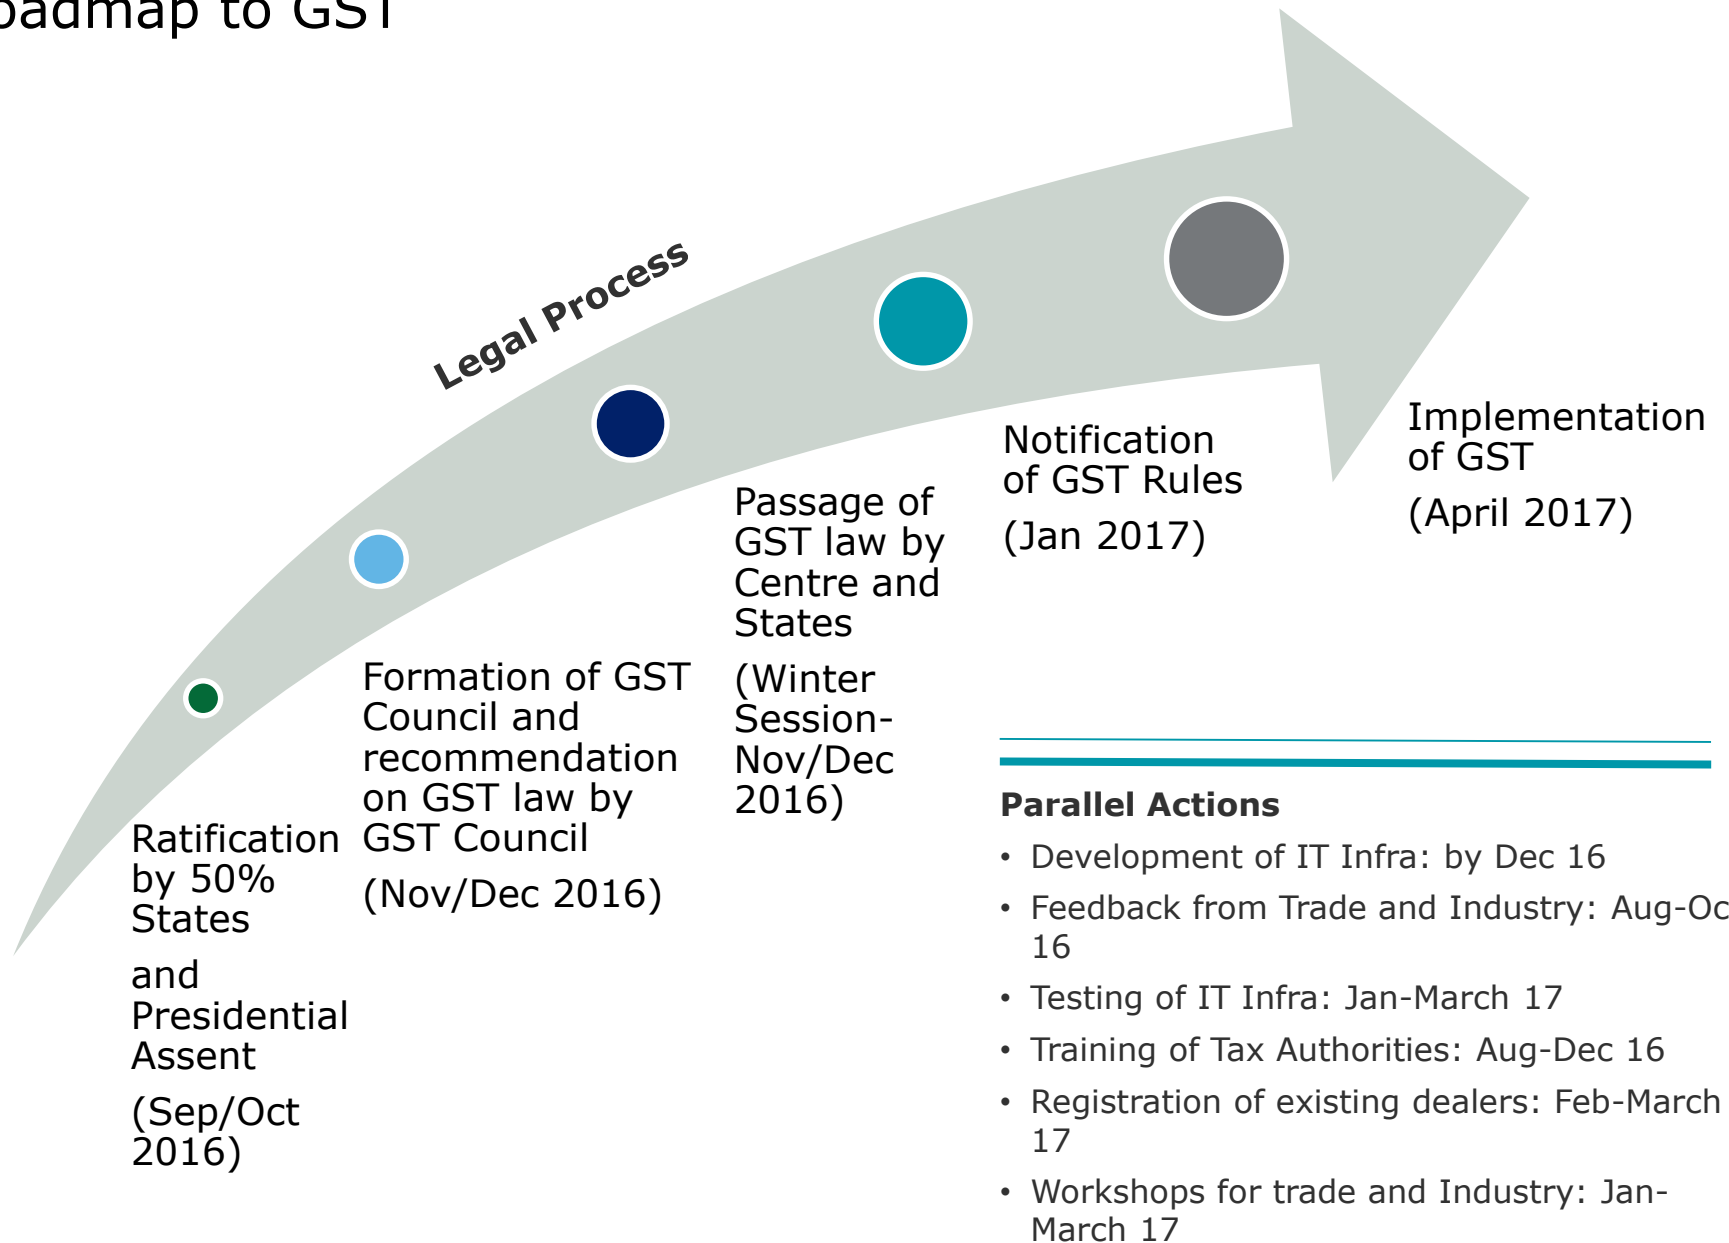 oadmap to GST
Legal Process
Ratification
by 50%
States
and
Presidential
Assent
(Sep/Oct
2016)
Formation of GST
Council and
recommendation
on GST law by
GST Council
(Nov/Dec 2016)
Passage of
GST law by
Centre and
States
(Winter
Session-
Nov/Dec
2016)
Notification
of GST Rules
(Jan 2017)
Implementation
of GST
(April 2017)
Parallel Actions
• Development of IT Infra: by Dec 16
• Feedback from Trade and Industry: Aug-Oc
16
• Testing of IT Infra: Jan-March 17
• Training of Tax Authorities: Aug-Dec 16
• Registration of existing dealers: Feb-March
17
• Workshops for trade and Industry: Jan-
March 17